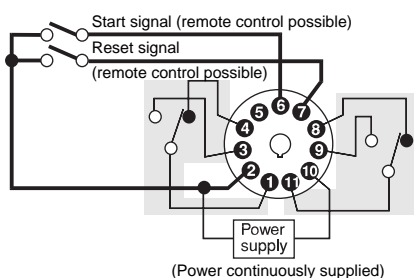 Start signal (remote control possible)
Reset signal
(remote control possible)
6
5 7
4 8
3 9
2 10
1 11
Power
supply
(Power continuously supplied)